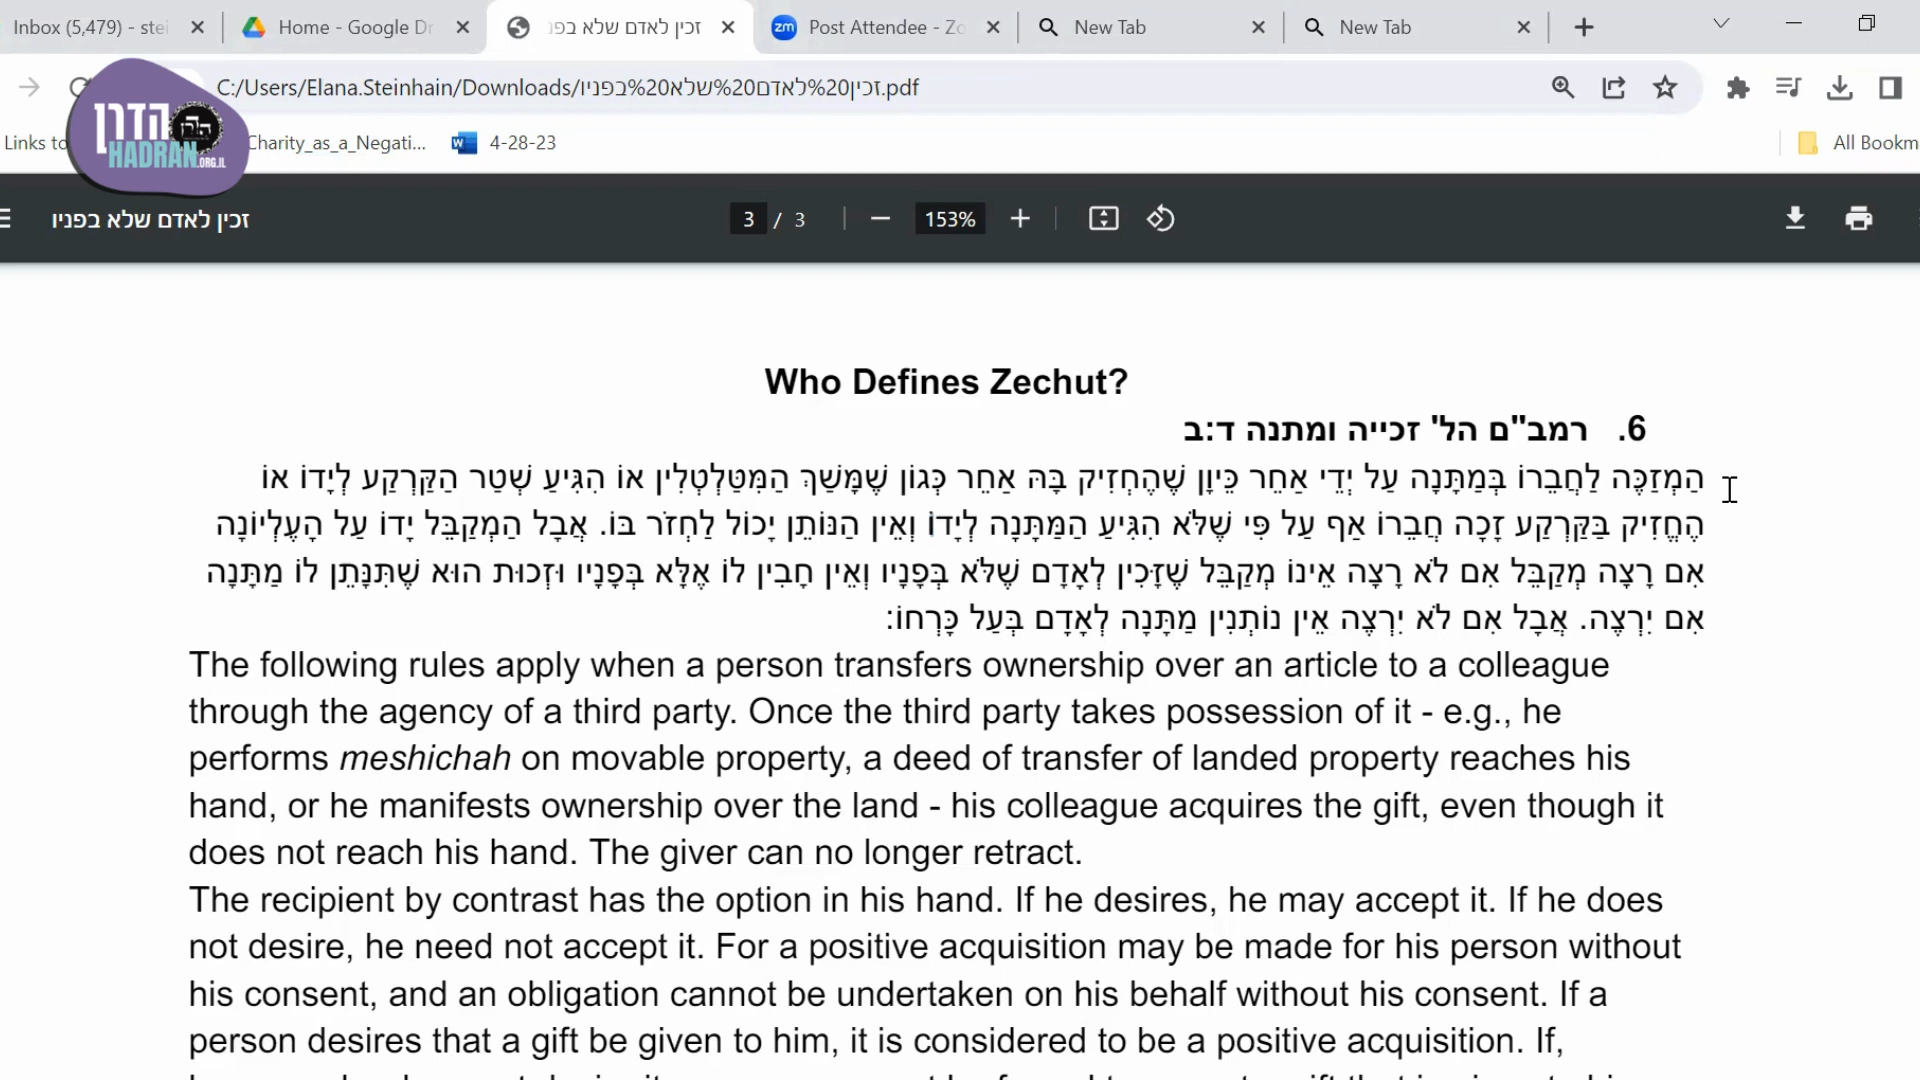 Inbox (5,479) - stei
Home - Google Dr
זכין לאדם שלא בפני
zm Post Attendee - Zo
New Tab
New Tab
C:/Users/Elana.Steinhain/Downloads/זכין%20לאדם%20שלא%20בפניו.pdf
Links to
Charity_as_a_Negati...
4-28-23
All Bookm
הדרן
HADRAN.ORG.IL
זכין לאדם שלא בפניו
3 / 3
153%
Who Defines Zechut?
6. רמב"ם הל' זכייה ומתנה ד:ב
הַמְזַכֶּה לַחֲבֵרוֹ בְּמַתָּנָה עַל יְדֵי אַחֵר כֵּיוָן שֶׁהֶחְזִיק בָּהּ אַחֵר כְּגוֹן שֶׁמָּשַׁךְ הַמִּטַּלְטְלִין אוֹ הִגִּיעַ שְׁטַר הַקַּרְקַע לְיָדוֹ אוֹ
הֶחֱזִיק בַּקַּרְקַע זָכָה חֲבֵרוֹ אַף עַל פִּי שֶׁלֹּא הִגִּיעַ הַמַּתָּנָה לְיָדוֹ וְאֵין הַנּוֹתֵן יָכוֹל לַחְזֹר בּוֹ. אֲבָל הַמְקַבֵּל יָדוֹ עַל הָעֶלְיוֹנָה
אִם רָצָה מְקַבֵּל אִם לֹא רָצָה אֵינוֹ מְקַבֵּל שֶׁזָּכִין לְאָדָם שֶׁלֹּא בְּפָנָיו וְאֵין חָבִין לוֹ אֶלָּא בְּפָנָיו וּזְכוּת הוּא שֶׁתִּנָּתֵן לוֹ מַתָּנָה
אִם יִרְצֶה. אֲבָל אִם לֹא יִרְצֶה אֵין נוֹתְנִין מַתָּנָה לְאָדָם בְּעַל כָּרְחוֹ:
The following rules apply when a person transfers ownership over an article to a colleague
through the agency of a third party. Once the third party takes possession of it - e.g., he
performs meshichah on movable property, a deed of transfer of landed property reaches his
hand, or he manifests ownership over the land - his colleague acquires the gift, even though it
does not reach his hand. The giver can no longer retract.
The recipient by contrast has the option in his hand. If he desires, he may accept it. If he does
not desire, he need not accept it. For a positive acquisition may be made for his person without
his consent, and an obligation cannot be undertaken on his behalf without his consent. If a
person desires that a gift be given to him, it is considered to be a positive acquisition. If,